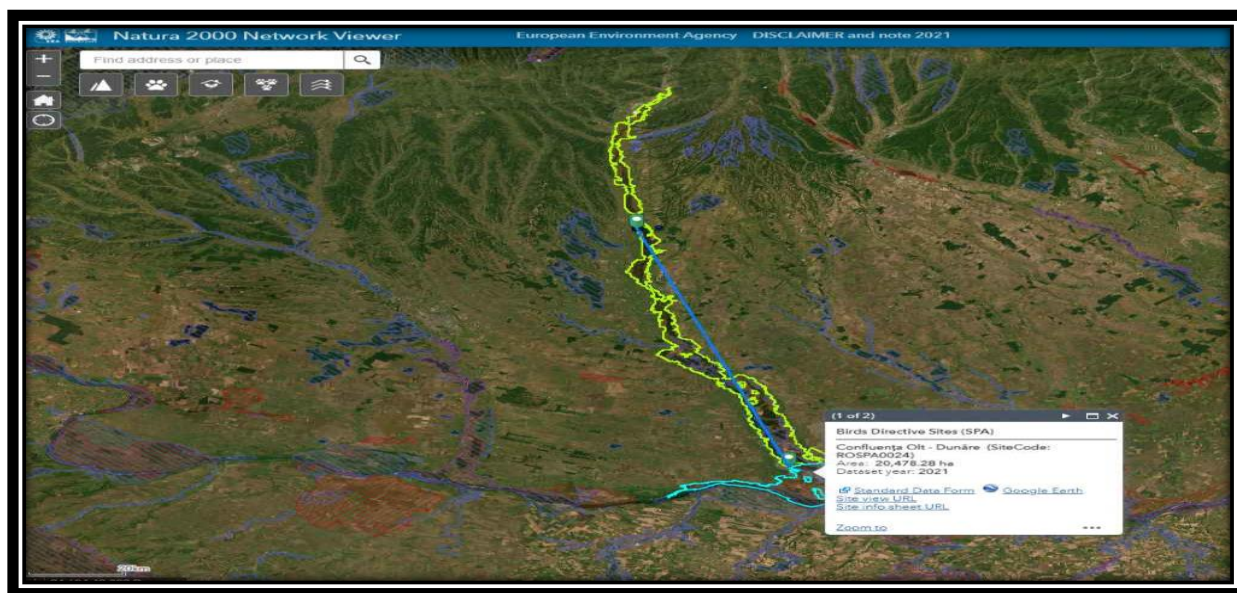 Natura 2000 Network Viewer
European Environment Agency DISCLAIMER and note 2021
Find address or place
(1 of 2)
Birds Directive Sites (SPA)
Confluența Olt - Dunăre (SiteCode:
ROSPA0024)
Area: 20,478.28 ha
Dataset year: 2021
Standard Data Form Google Earth
Site view URL
Site info sheet URL
Zoom to
20km